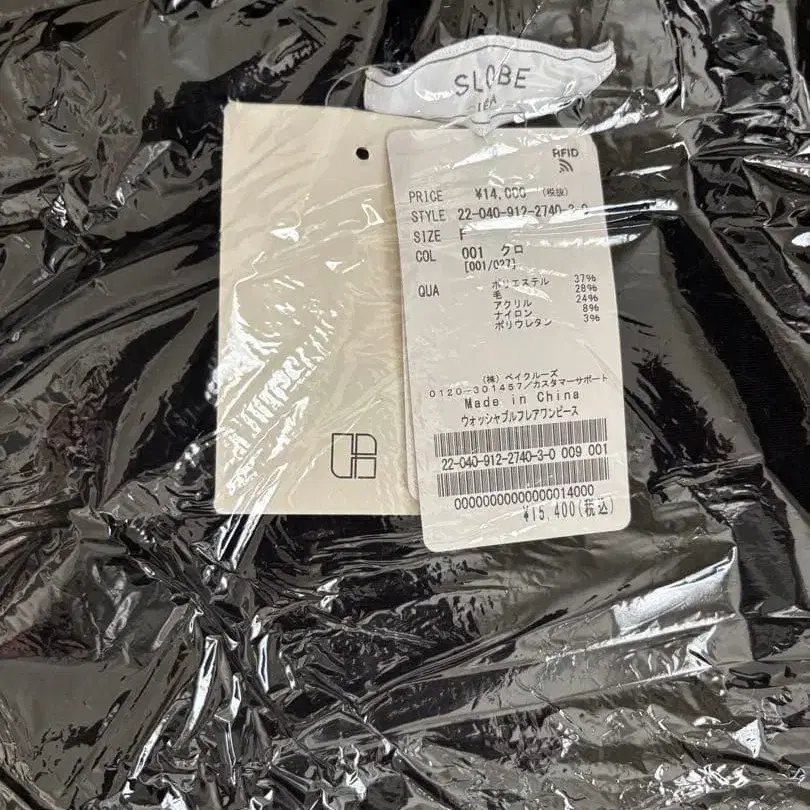 SLOBE
IENA
RFID
PRICE ¥14,000 (税抜)
STYLE 22-040-912-2740-3-0
SIZE F
COL 001 クロ
[001/027]
QUA ポリエステル 37%
毛 28%
アクリル 24%
ナイロン 8%
ポリウレタン 3%
(株) ベイクルーズ
0120-301457/カスタマーサポート
Made in China
ウォッシャブルフレアワンピース
22-040-912-2740-3-0 009 001
0000000000000014000
¥15,400(税込)